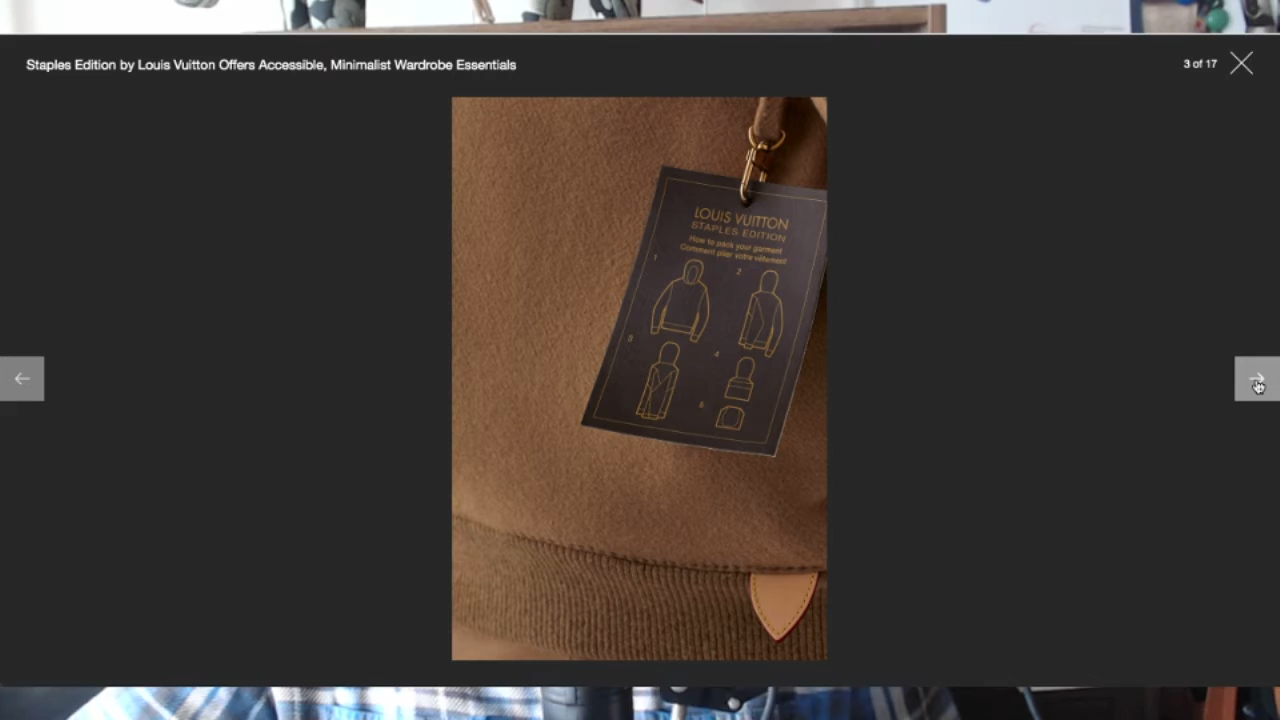 Staples Edition by Louis Vuitton Offers Accessible, Minimalist Wardrobe Essentials
3 of 17
LOUIS VUITTON
STAPLES EDITION
How to pack your garment
Comment plier votre vêtement
1
2
3
4
5